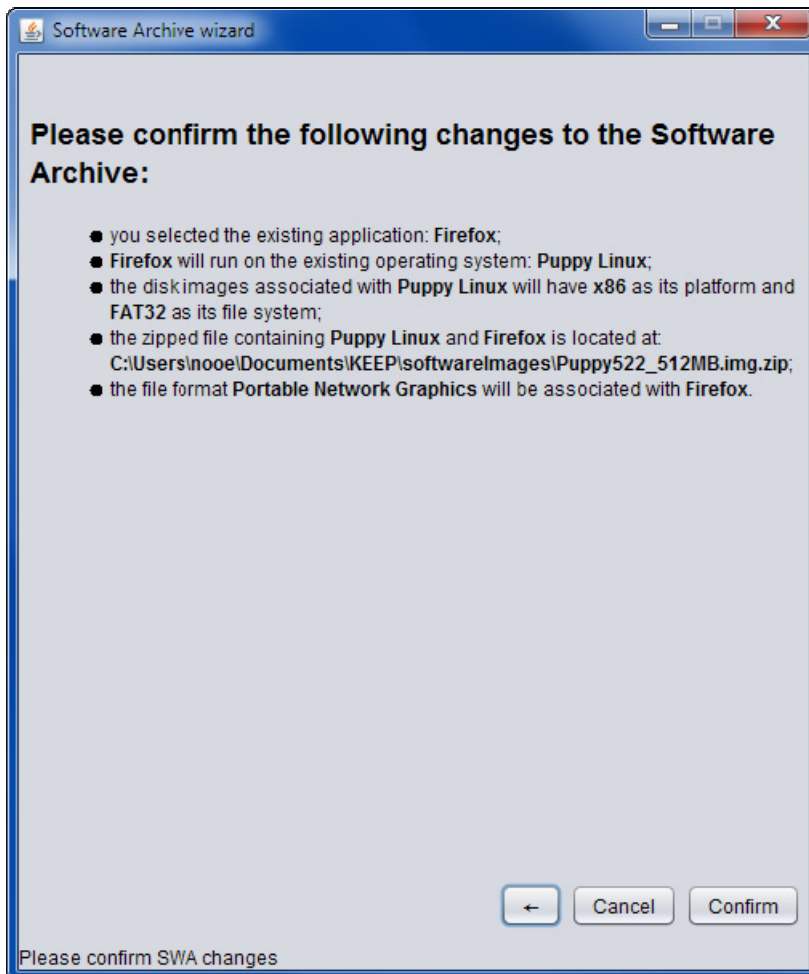 Software Archive wizard
Please confirm the following changes to the Software
Archive:
you selected the existing application: Firefox;
Firefox will run on the existing operating system: Puppy Linux;
the disk images associated with Puppy Linux will have x86 as its platform and
FAT32 as its file system;
the zipped file containing Puppy Linux and Firefox is located at:
C:\Users\nooe\Documents\KEEP\softwareImages\Puppy522_512MB.img.zip;
the file format Portable Network Graphics will be associated with Firefox.
← Cancel Confirm
Please confirm SWA changes